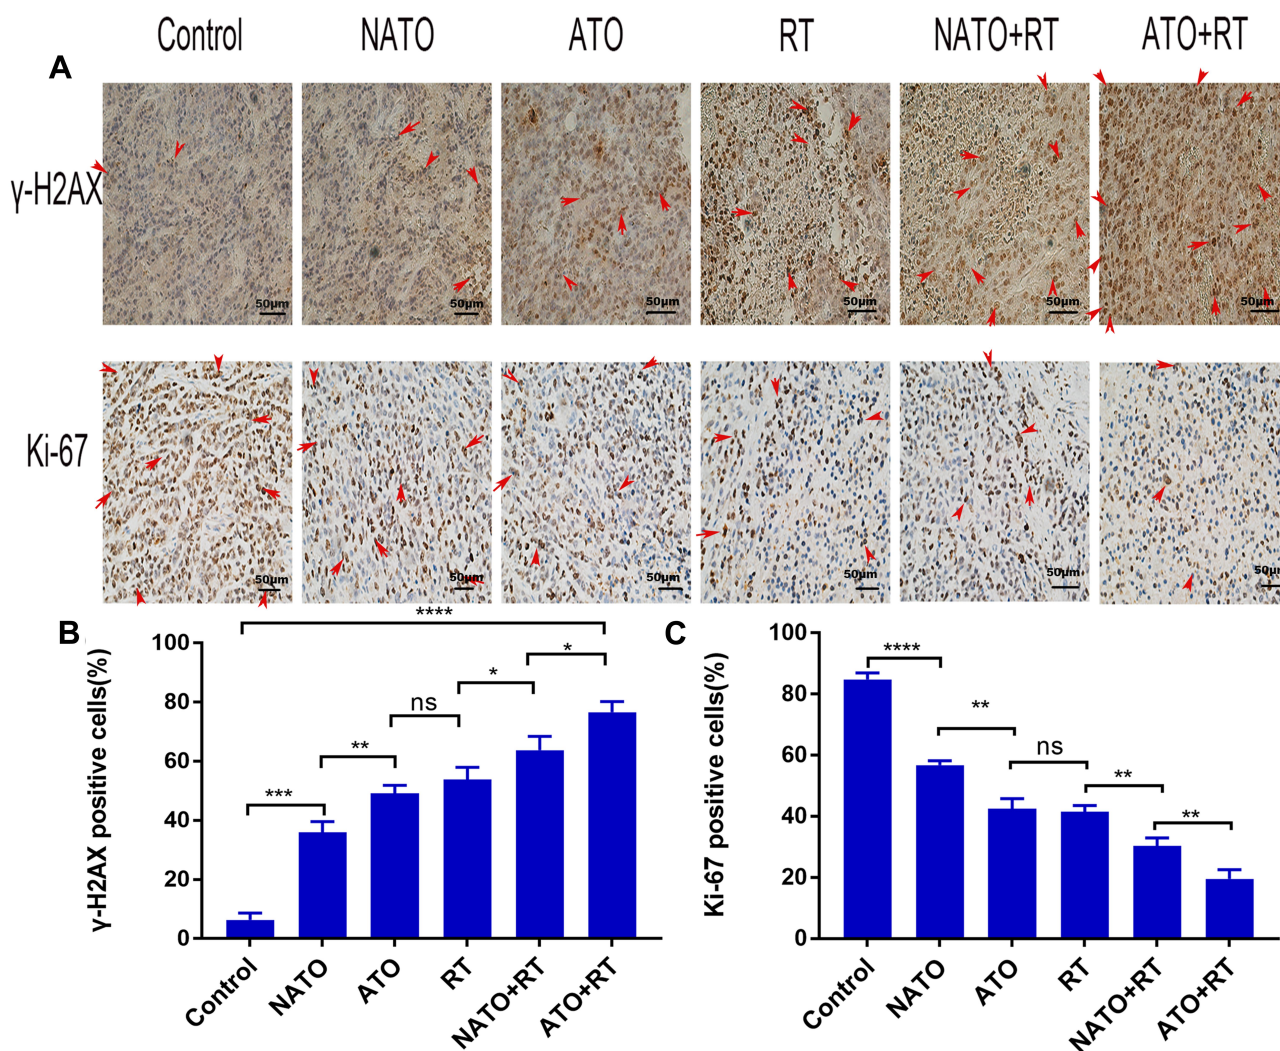 Control NATO ATO RT NATO+RT ATO+RT
A
γ-H2AX
50μm 50μm 50μm 50μm 50μm 50μm
Ki-67
50μm 50μm 50μm 50μm 50μm 50μm
B
γ-H2AX positive cells(%)
100
80
60
40
20
0
****
*
*
ns
**
***
Control NATO ATO RT NATO+RT ATO+RT
C
Ki-67 positive cells(%)
100
80
60
40
20
0
****
**
ns
**
**
Control NATO ATO RT NATO+RT ATO+RT